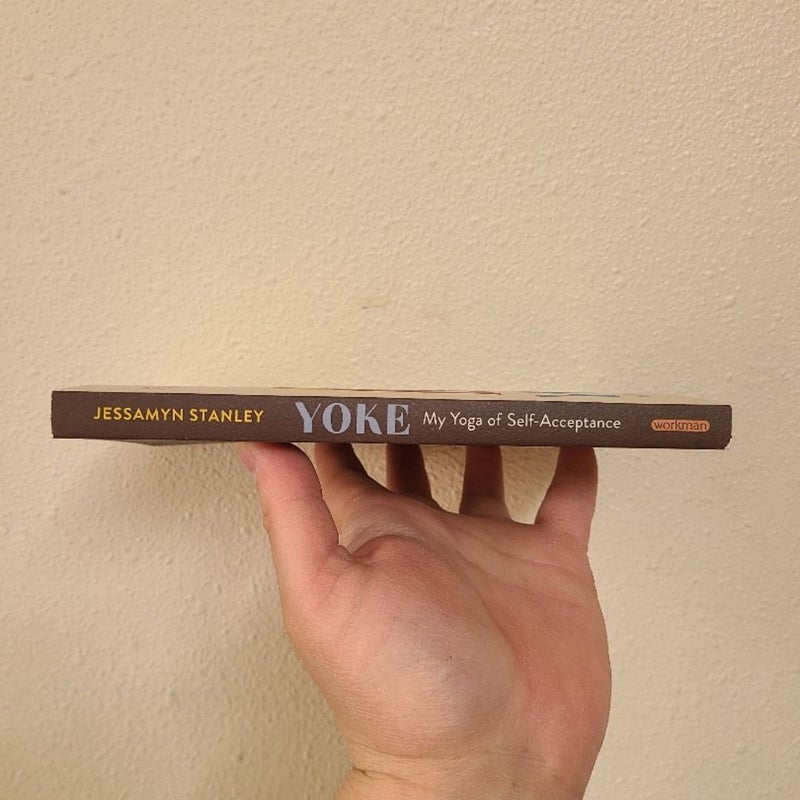 JESSAMYN STANLEY YOKE My Yoga of Self-Acceptance workman